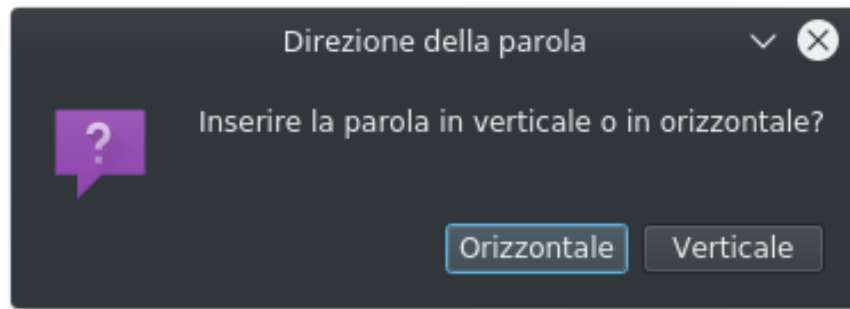 Direzione della parola
?
Inserire la parola in verticale o in orizzontale?
Orizzontale Verticale